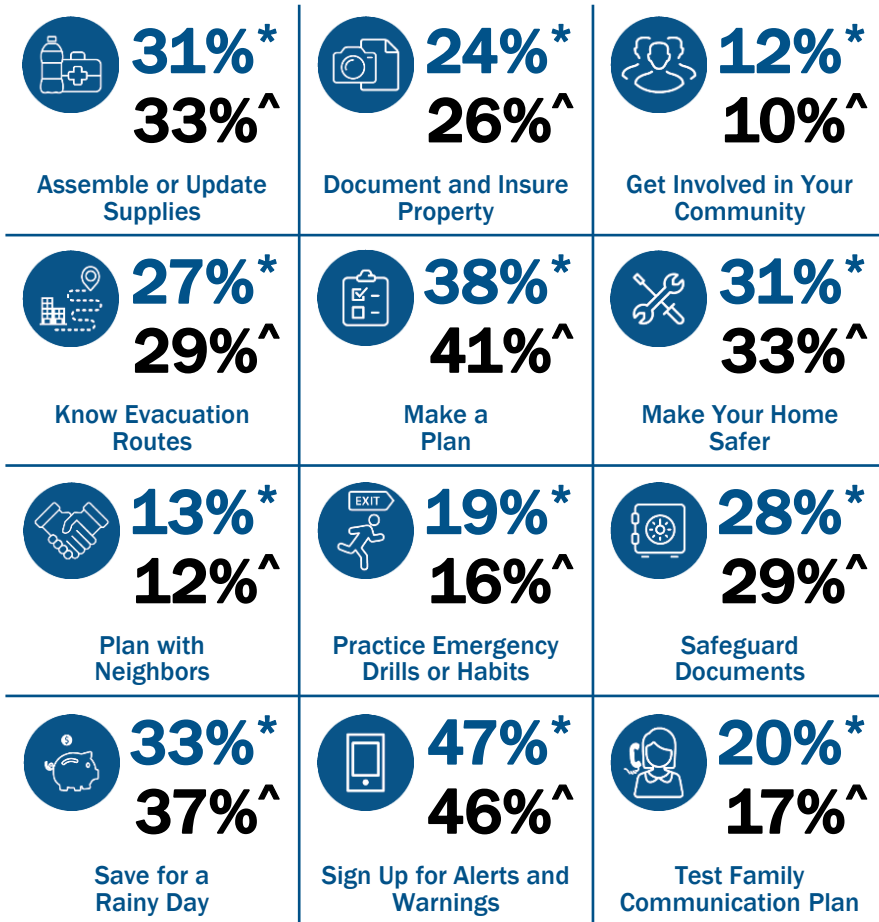 31%*
33%^
Assemble or Update
Supplies
24%*
26%^
Document and Insure
Property
12%*
10%^
Get Involved in Your
Community
27%*
29%^
Know Evacuation
Routes
38%*
41%^
Make a
Plan
31%*
33%^
Make Your Home
Safer
13%*
12%^
Plan with
Neighbors
EXIT
19%*
16%^
Practice Emergency
Drills or Habits
28%*
29%^
Safeguard
Documents
$
33%*
37%^
Save for a
Rainy Day
47%*
46%^
Sign Up for Alerts and
Warnings
20%*
17%^
Test Family
Communication Plan